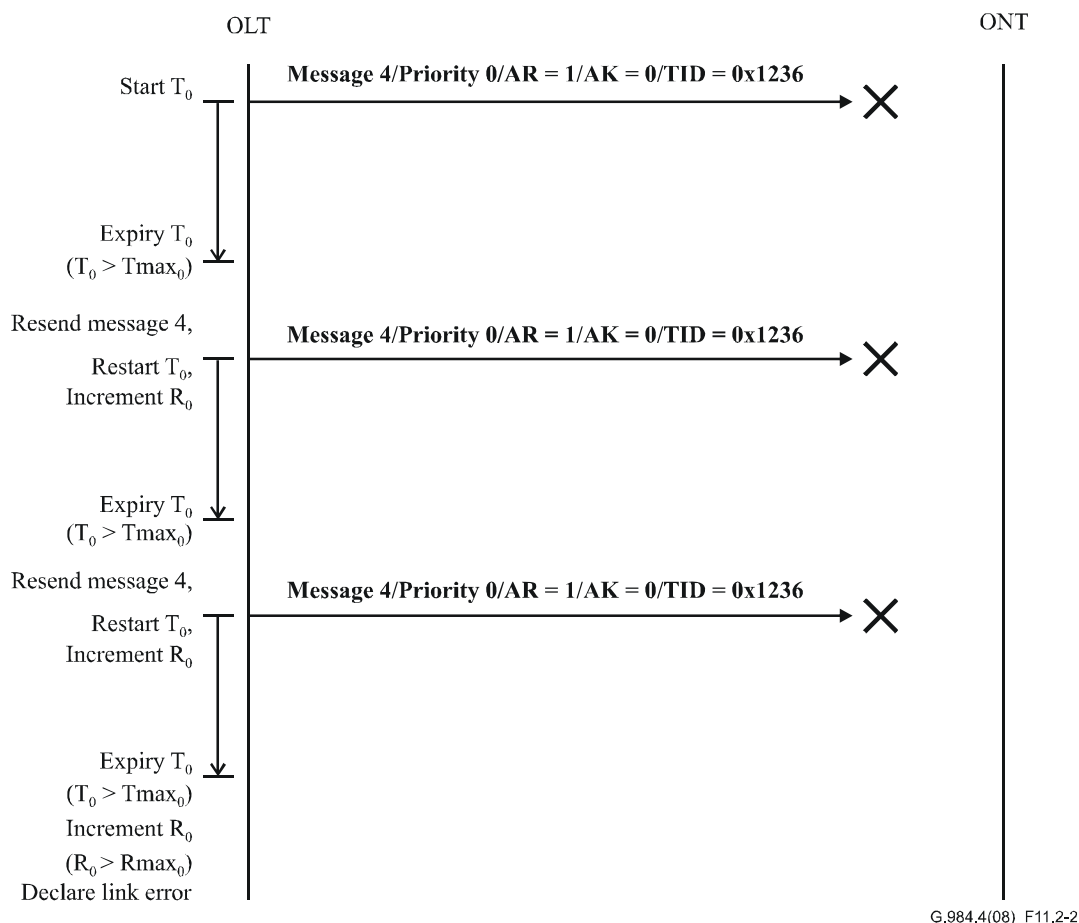 OLT
ONT
Start T₀
Message 4/Priority 0/AR = 1/AK = 0/TID = 0x1236
Expiry T₀
(T₀ > Tmax₀)
Resend message 4,
Message 4/Priority 0/AR = 1/AK = 0/TID = 0x1236
Restart T₀,
Increment R₀
Expiry T₀
(T₀ > Tmax₀)
Resend message 4,
Message 4/Priority 0/AR = 1/AK = 0/TID = 0x1236
Restart T₀,
Increment R₀
Expiry T₀
(T₀ > Tmax₀)
Increment R₀
(R₀ > Rmax₀)
Declare link error
G.984.4(08)_F11.2-2